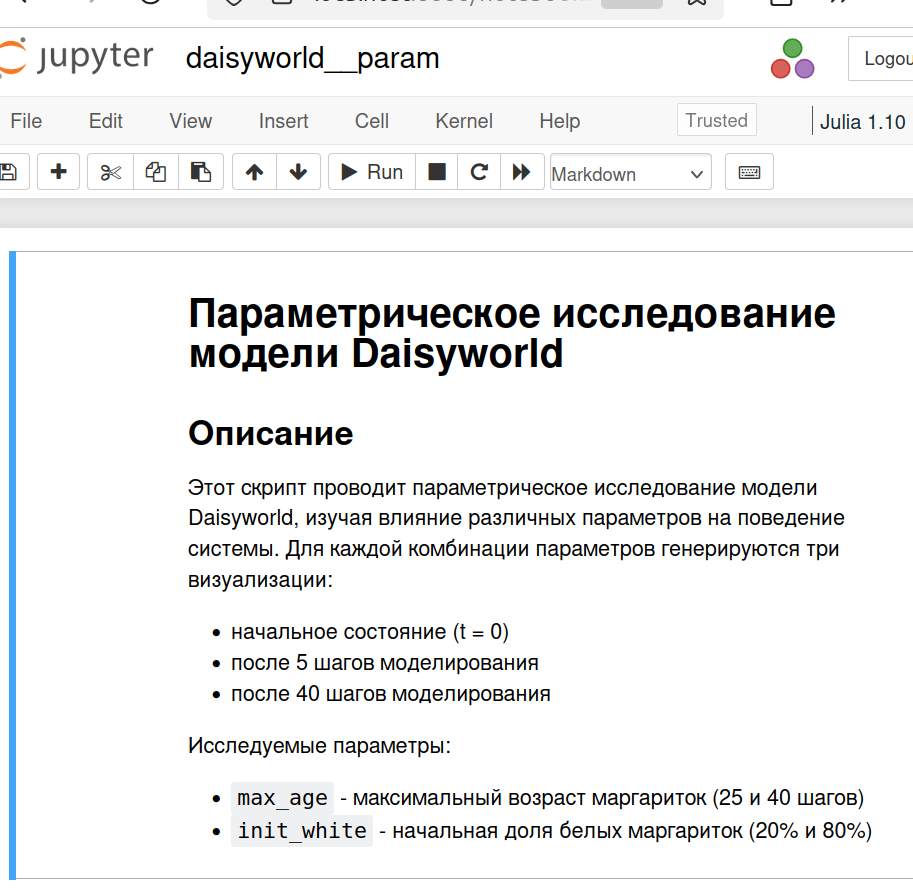 jupyter daisyworld__param
Logou
File Edit View Insert Cell Kernel Help Trusted Julia 1.10
Run Markdown
Параметрическое исследование
модели Daisyworld
Описание
Этот скрипт проводит параметрическое исследование модели
Daisyworld, изучая влияние различных параметров на поведение
системы. Для каждой комбинации параметров генерируются три
визуализации:
• начальное состояние (t = 0)
• после 5 шагов моделирования
• после 40 шагов моделирования
Исследуемые параметры:
• max_age - максимальный возраст маргариток (25 и 40 шагов)
• init_white - начальная доля белых маргариток (20% и 80%)